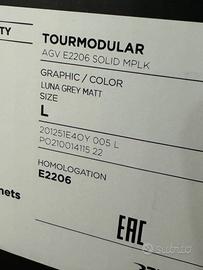 TY
TOURMODULAR
AGV E2206 SOLID MPLK
GRAPHIC / COLOR
LUNA GREY MATT
SIZE
L
201251E4OY 005 L
PO210014115 22
HOMOLOGATION
E2206
nets
EAC
subito